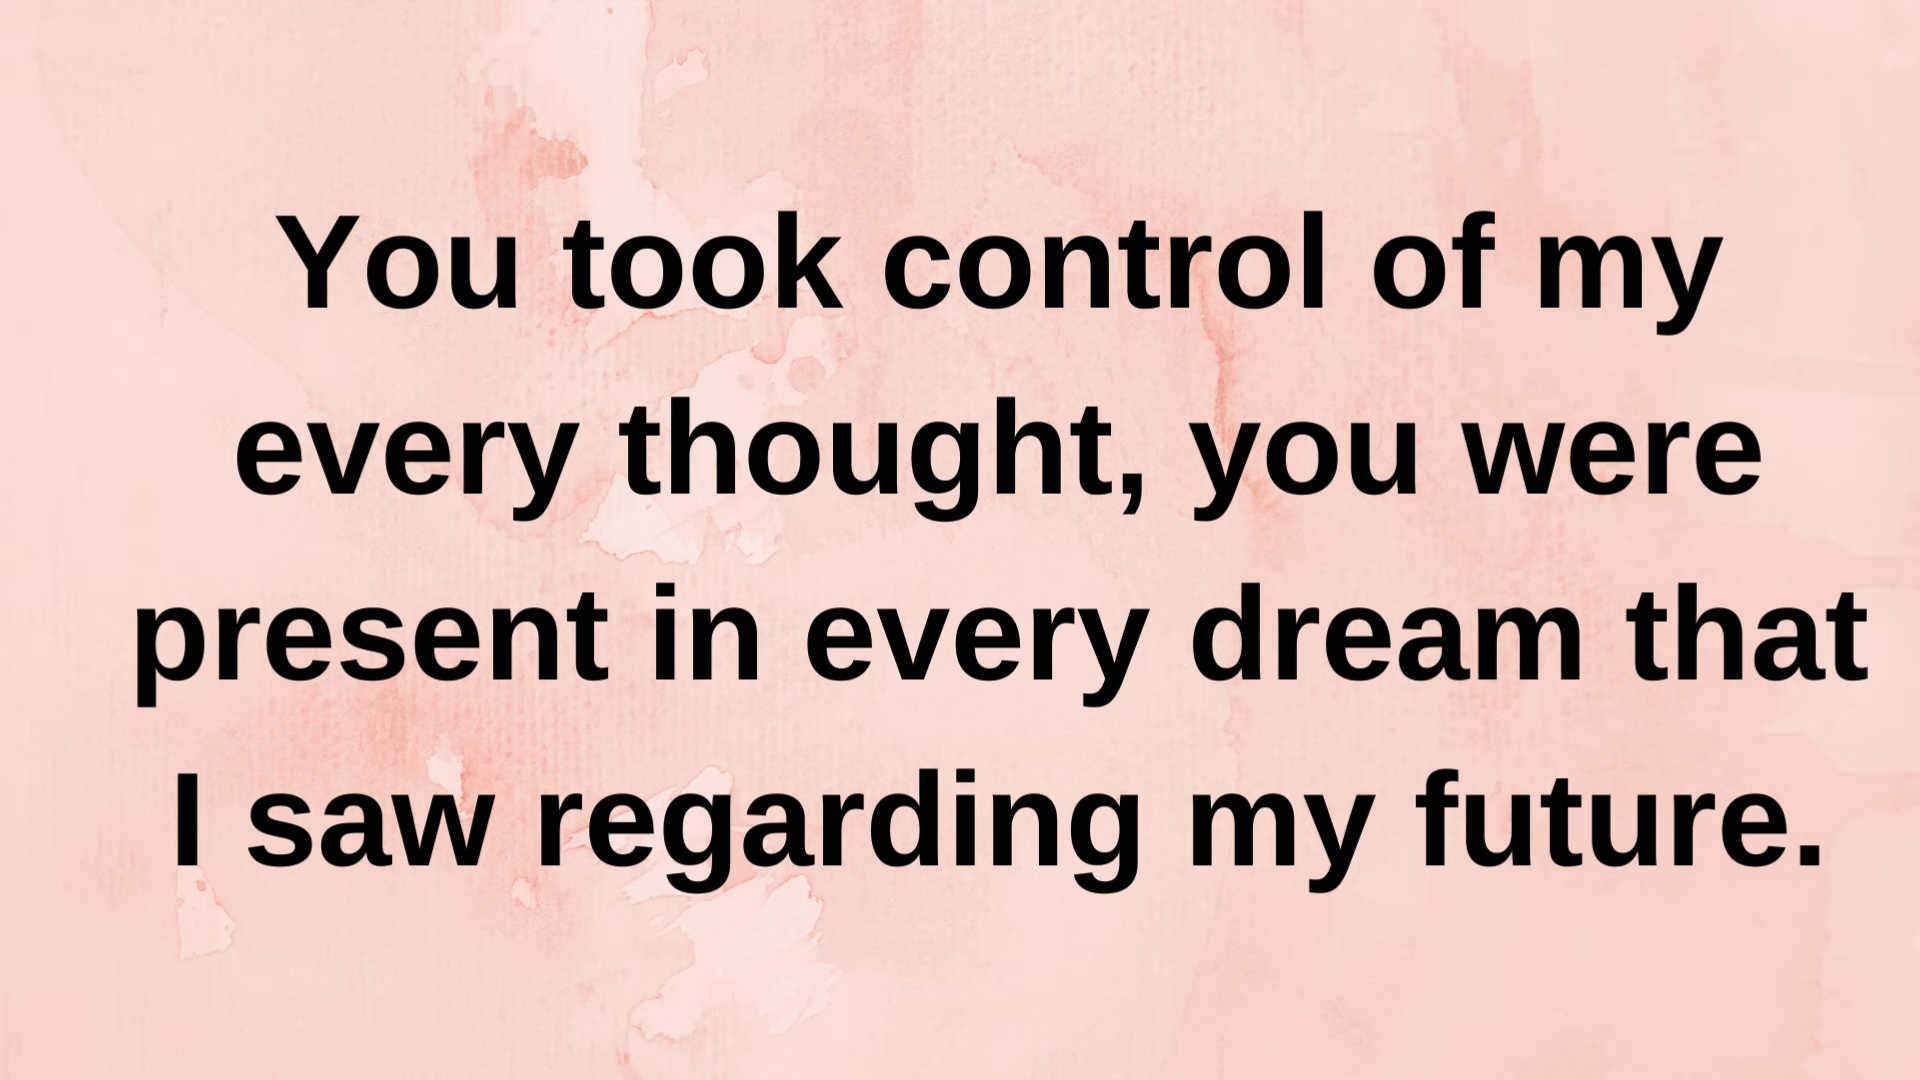 You took control of my
every thought, you were
present in every dream that
I saw regarding my future.